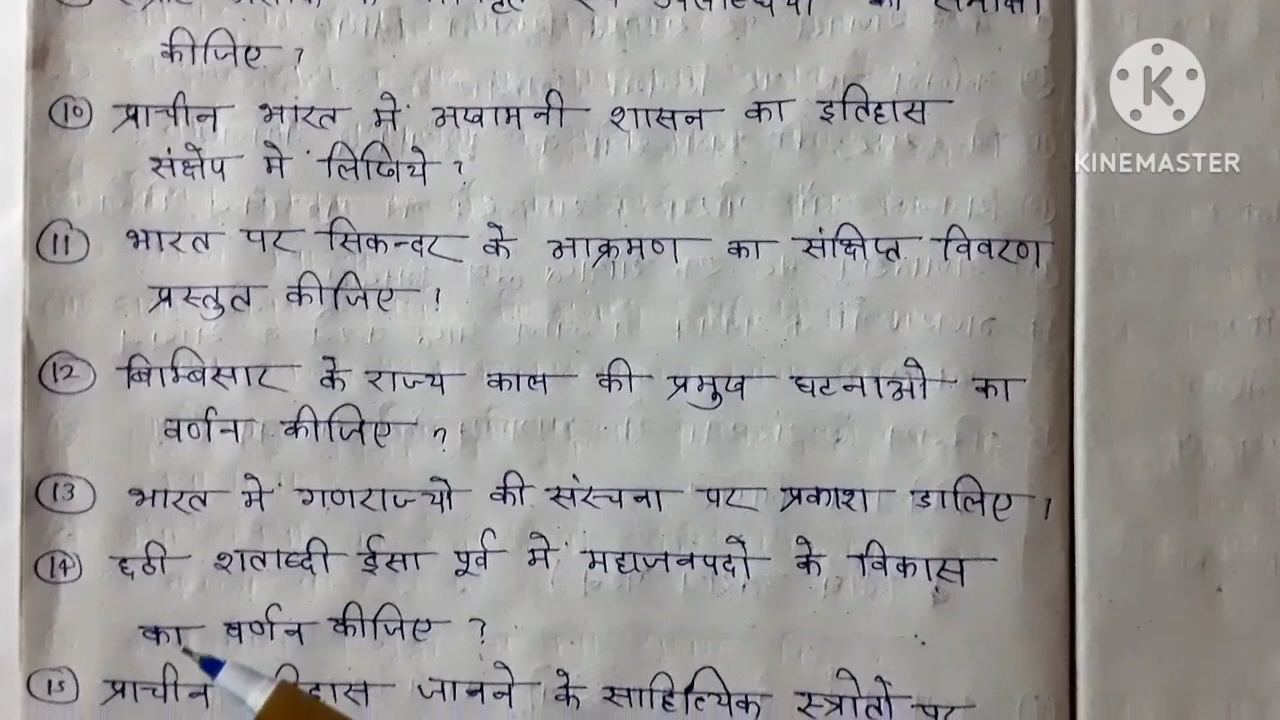 कीजिए ?
⑩ प्राचीन भारत में अखामनी शासन का इतिहास
संक्षेप में लिखिये ?
⑪ भारत पर सिकन्दर के आक्रमण का संक्षिप्त विवरण
प्रस्तुत कीजिए !
⑫ बिम्बिसार के राज्य काल की प्रमुख घटनाओ का
वर्णन कीजिए ?
⑬ भारत में गणराज्यो की संरचना पर प्रकाश डालिए ।
⑭ छठी शताब्दी ईसा पूर्व में महाजनपदों के विकास
का वर्णन कीजिए ?
⑮ प्राचीन जानने के साहित्यिक स्त्रोतों पर
K
KINEMASTER